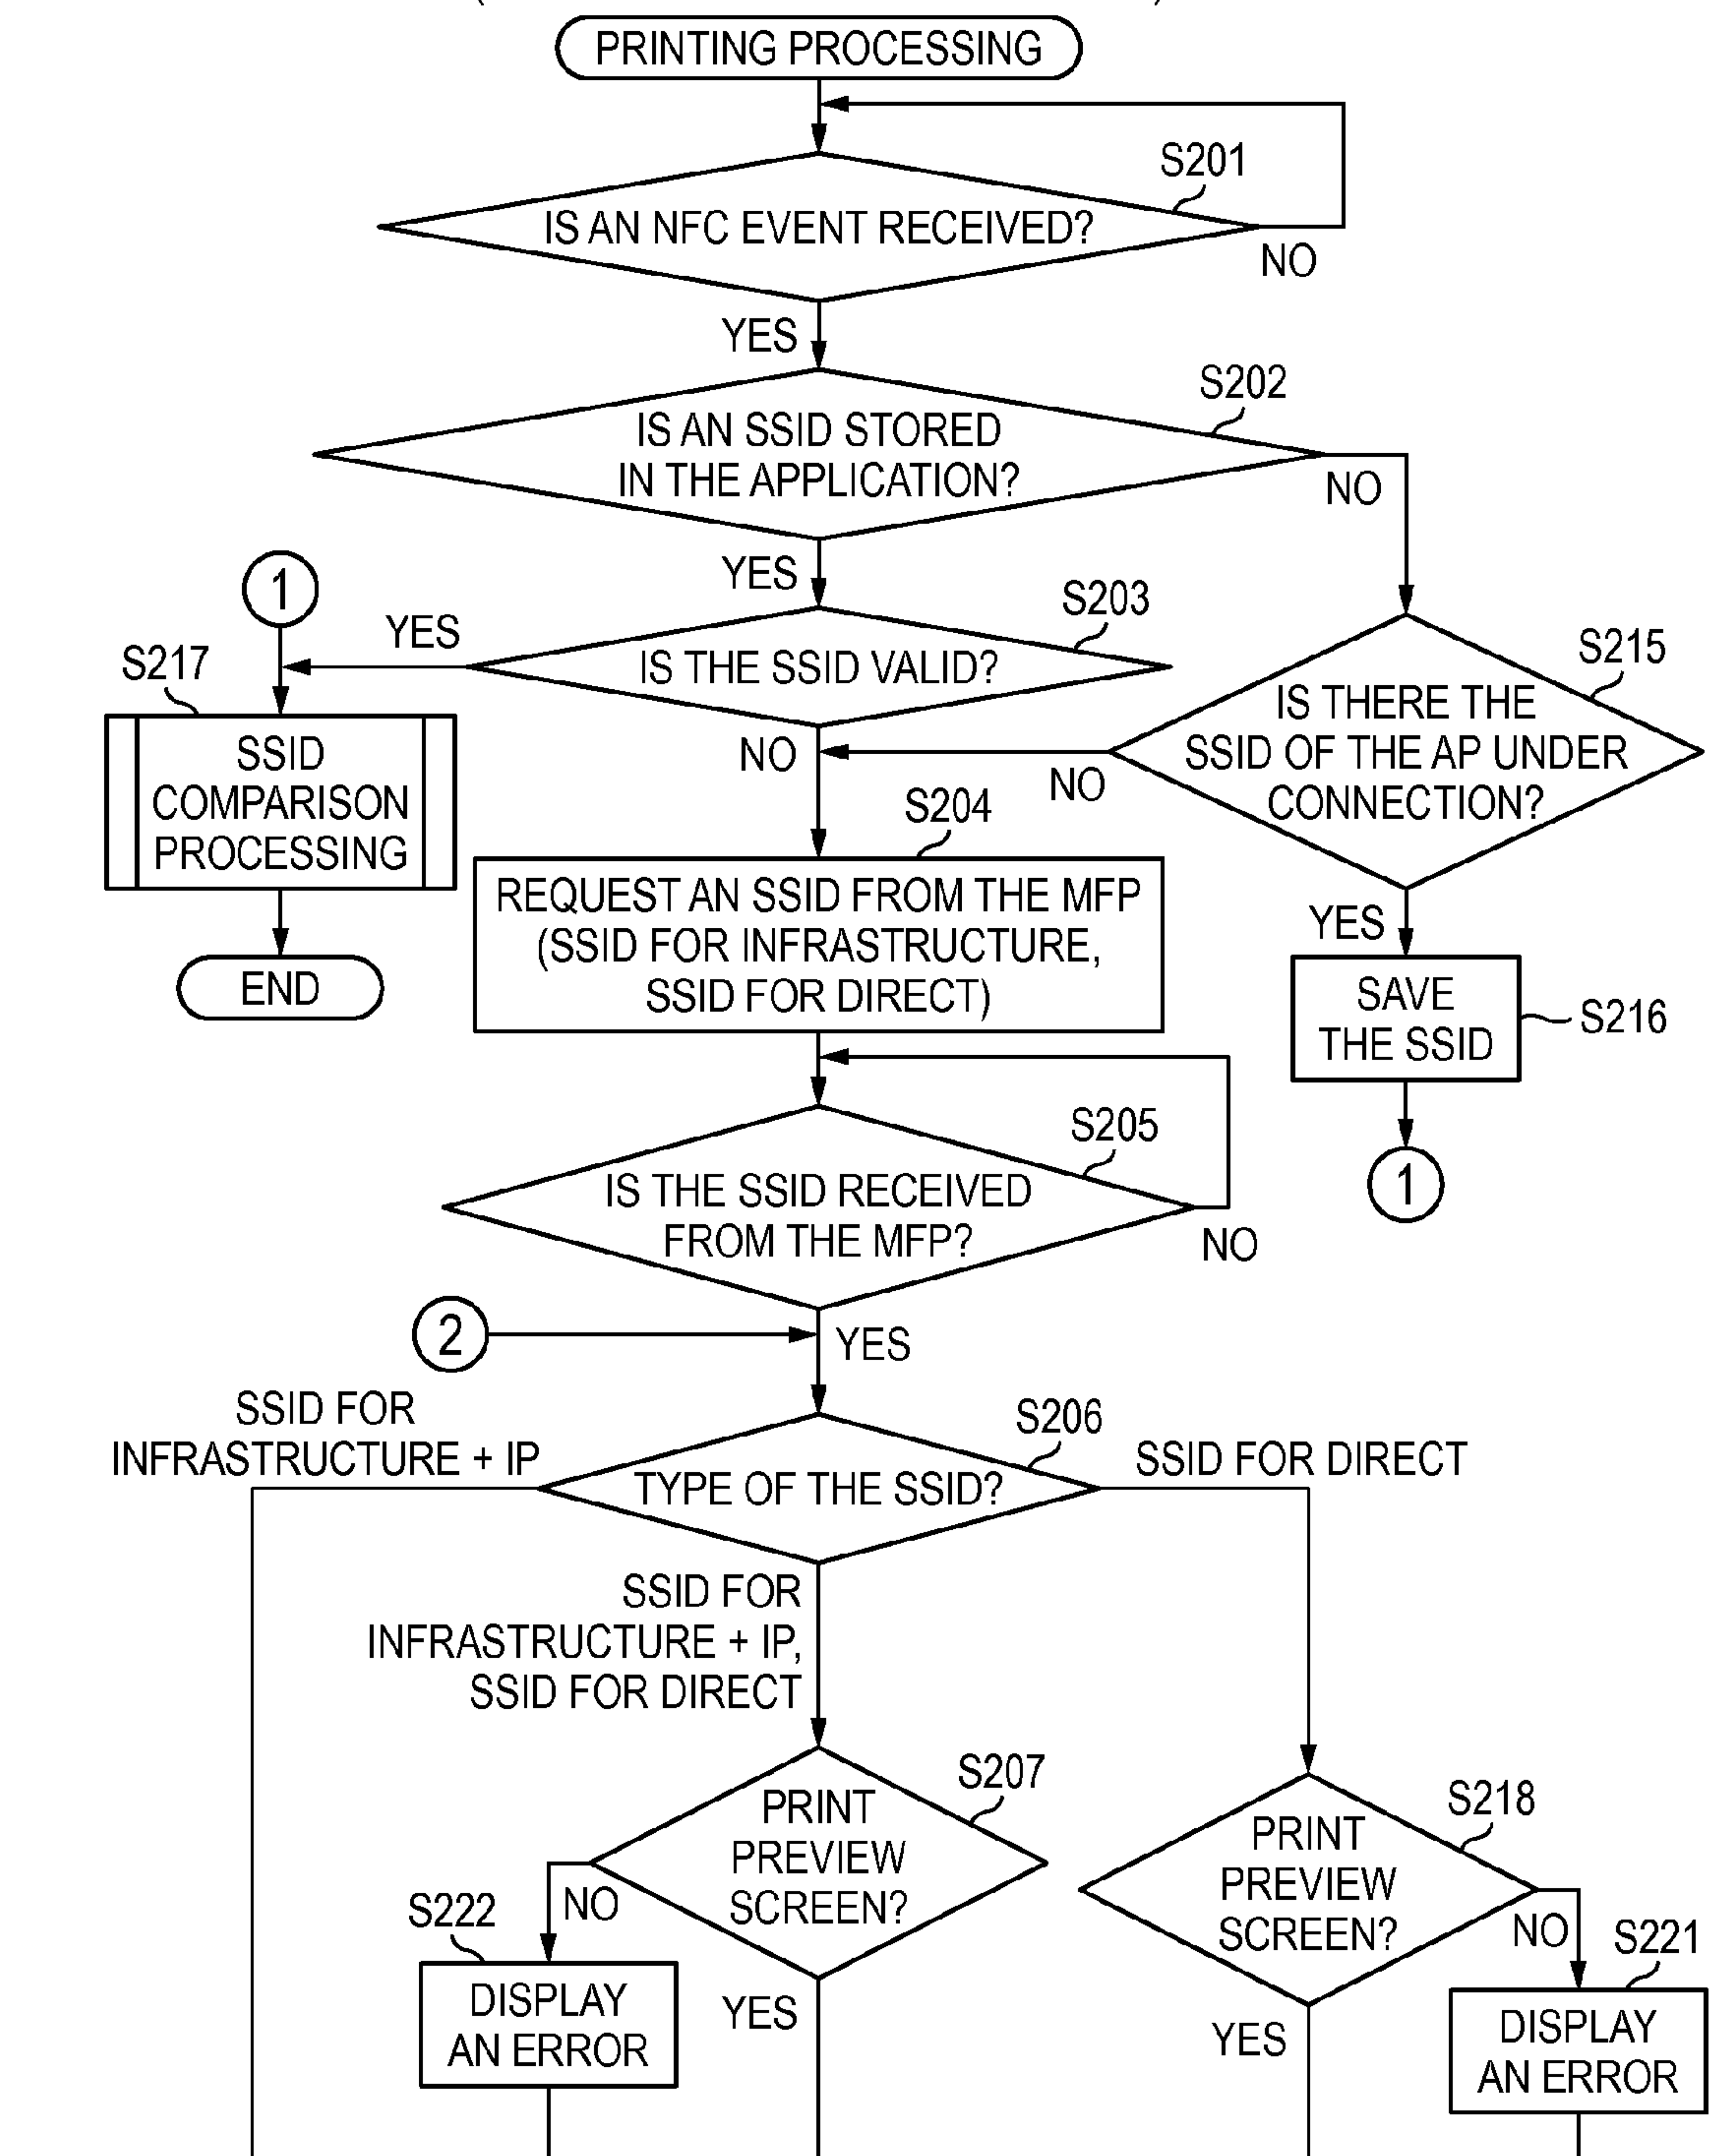 PRINTING PROCESSING
S201
IS AN NFC EVENT RECEIVED?
NO
YES
S202
IS AN SSID STORED
IN THE APPLICATION?
NO
YES
1
S203
YES
IS THE SSID VALID?
S217
S215
SSID
COMPARISON
PROCESSING
IS THERE THE
SSID OF THE AP UNDER
CONNECTION?
NO
NO
S204
REQUEST AN SSID FROM THE MFP
(SSID FOR INFRASTRUCTURE,
SSID FOR DIRECT)
YES
END
SAVE
THE SSID
S216
S205
IS THE SSID RECEIVED
FROM THE MFP?
NO
1
2
YES
SSID FOR
INFRASTRUCTURE + IP
S206
TYPE OF THE SSID?
SSID FOR DIRECT
SSID FOR
INFRASTRUCTURE + IP,
SSID FOR DIRECT
S207
PRINT
PREVIEW
SCREEN?
S218
PRINT
PREVIEW
SCREEN?
NO
S222
DISPLAY
AN ERROR
YES
NO
S221
YES
DISPLAY
AN ERROR